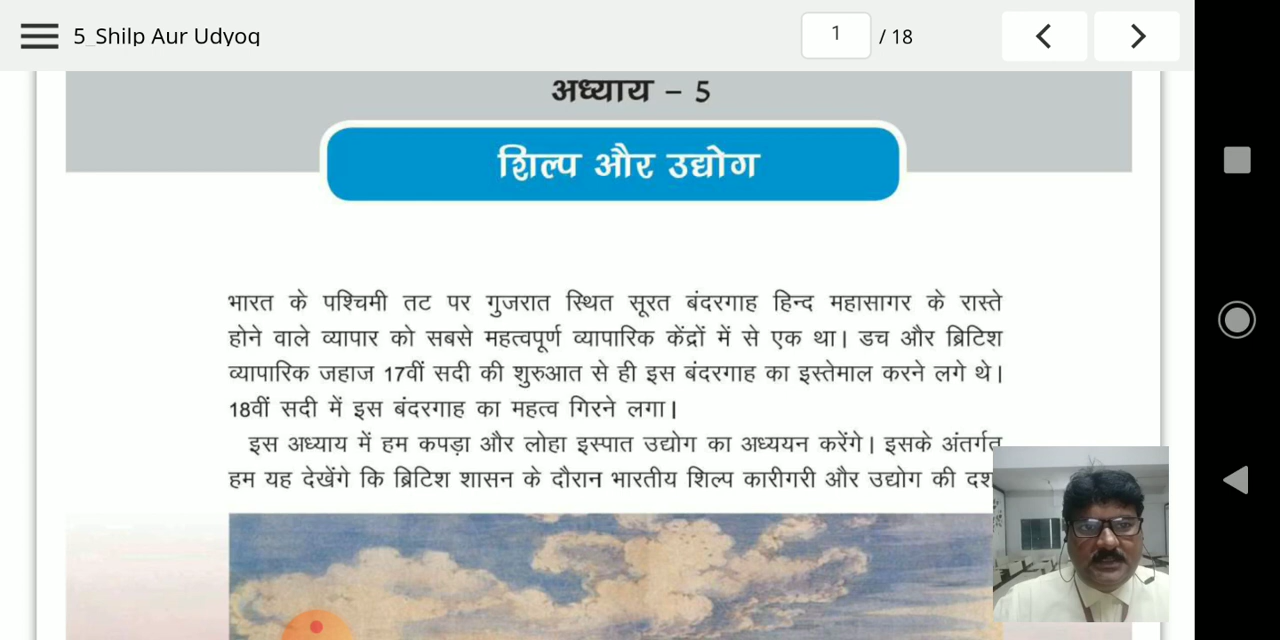 5_Shilp Aur Udyog
1 / 18
अध्याय – 5
शिल्प और उद्योग
भारत के पश्चिमी तट पर गुजरात स्थित सूरत बंदरगाह हिन्द महासागर के रास्ते
होने वाले व्यापार को सबसे महत्वपूर्ण व्यापारिक केंद्रों में से एक था। डच और ब्रिटिश
व्यापारिक जहाज 17वीं सदी की शुरुआत से ही इस बंदरगाह का इस्तेमाल करने लगे थे।
18वीं सदी में इस बंदरगाह का महत्व गिरने लगा।
इस अध्याय में हम कपड़ा और लोहा इस्पात उद्योग का अध्ययन करेंगे। इसके अंतर्गत
हम यह देखेंगे कि ब्रिटिश शासन के दौरान भारतीय शिल्प कारीगरी और उद्योग की